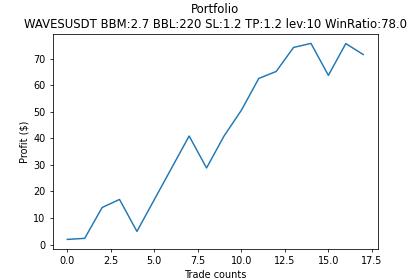 Portfolio
WAVESUSDT BBM:2.7 BBL:220 SL:1.2 TP:1.2 lev:10 WinRatio:78.0
Profit ($)
70
60
50
40
30
20
10
0
0.0 2.5 5.0 7.5 10.0 12.5 15.0 17.5
Trade counts